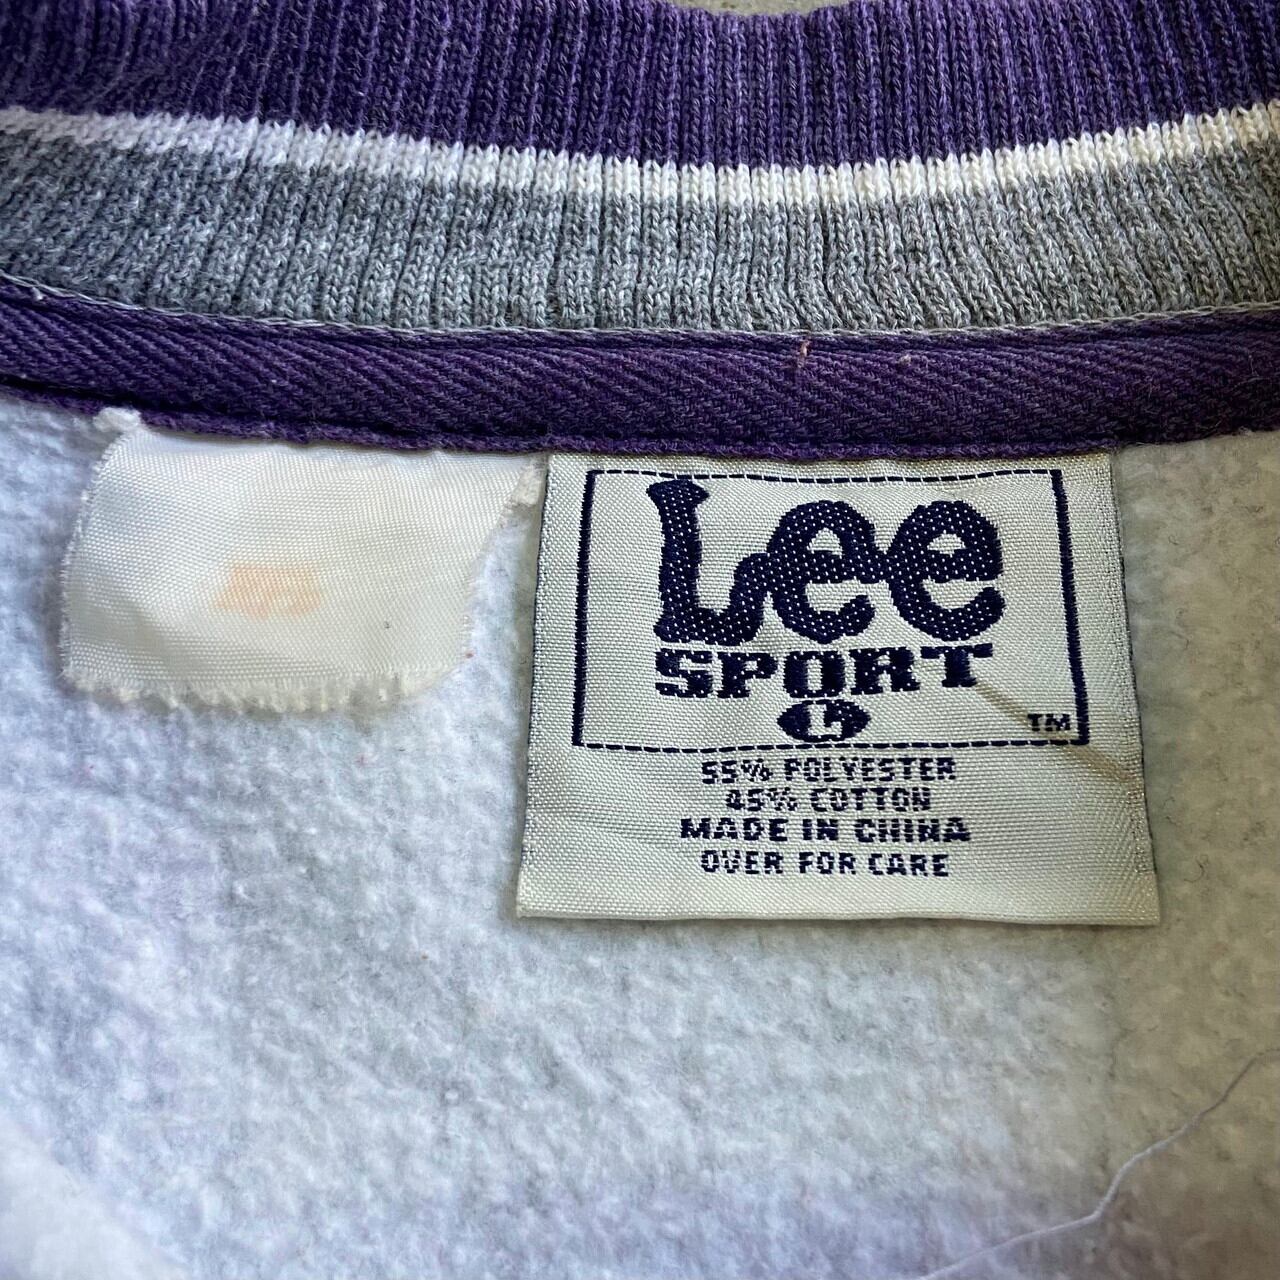 Lee
SPORT
L
TM
55% POLYESTER
45% COTTON
MADE IN CHINA
OVER FOR CARE